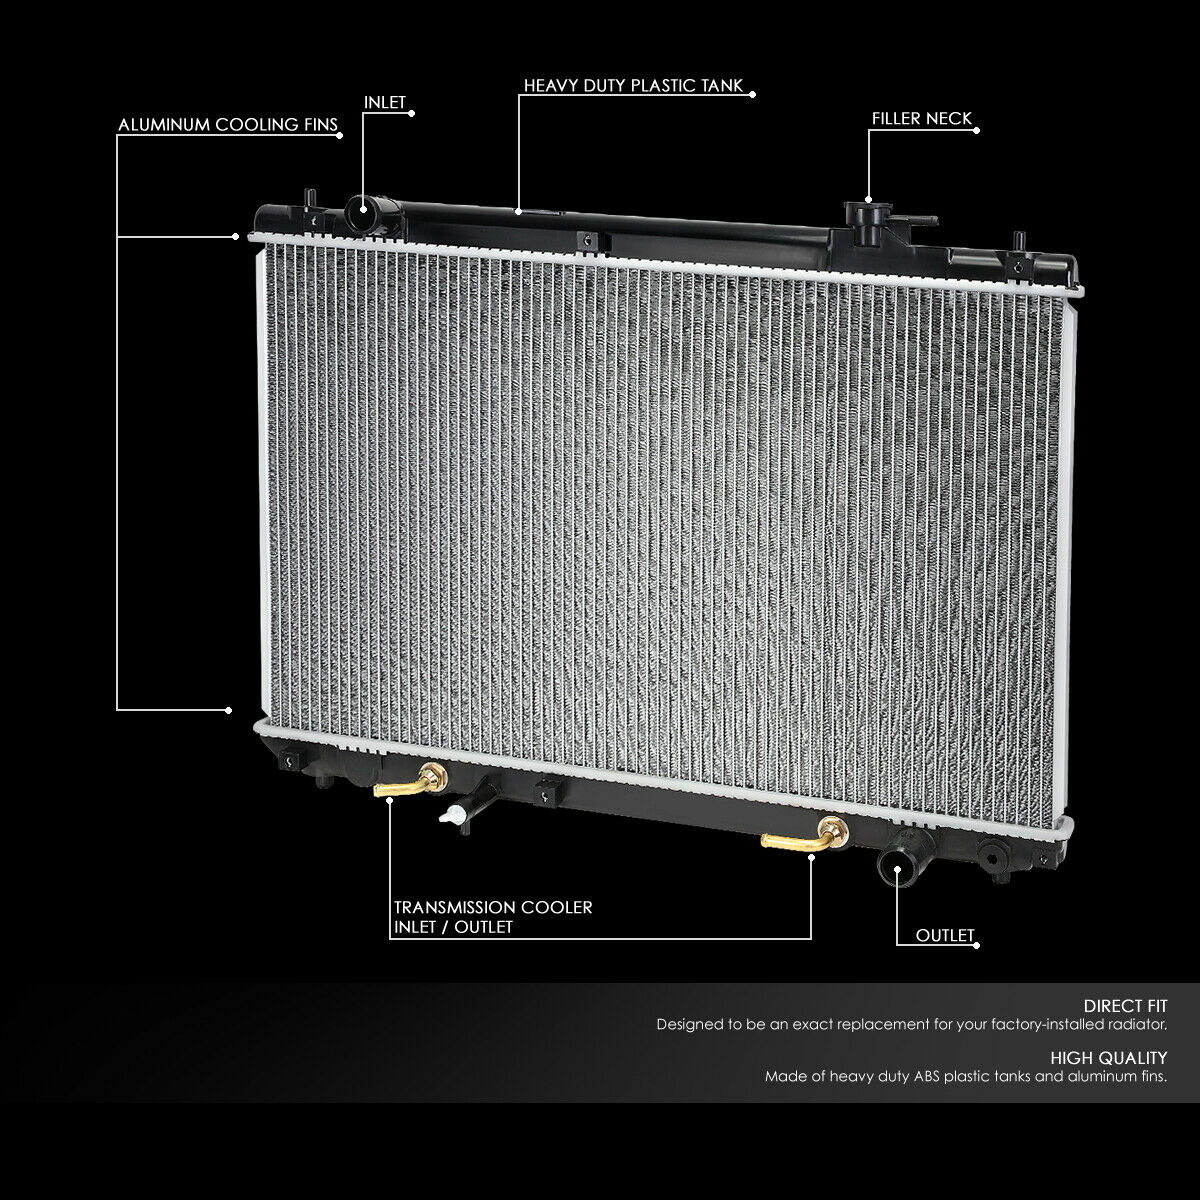 HEAVY DUTY PLASTIC TANK
INLET
ALUMINUM COOLING FINS
FILLER NECK
TRANSMISSION COOLER
INLET / OUTLET
OUTLET
DIRECT FIT
Designed to be an exact replacement for your factory-installed radiator.
HIGH QUALITY
Made of heavy duty ABS plastic tanks and aluminum fins.